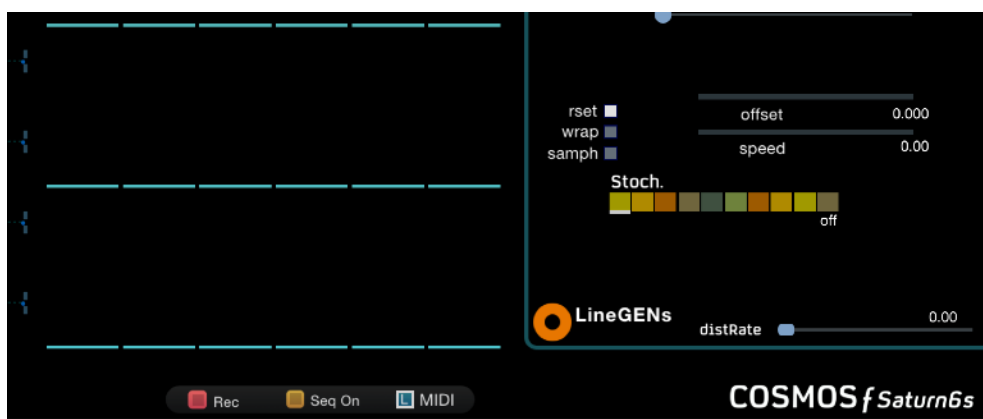 rset
offset 0.000
wrap
speed 0.00
samph
Stoch.
off
LineGENs
distRate 0.00
Rec Seq On L MIDI
COSMOS f Saturn6s